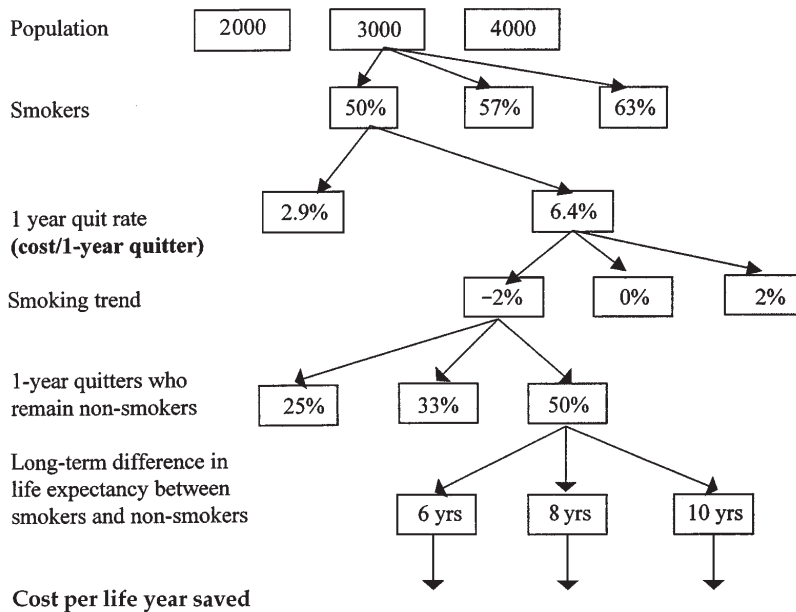 Population 2000 3000 4000
Smokers 50% 57% 63%
1 year quit rate 2.9% 6.4%
(cost/1-year quitter)
Smoking trend −2% 0% 2%
1-year quitters who
remain non-smokers 25% 33% 50%
Long-term difference in
life expectancy between
smokers and non-smokers 6 yrs 8 yrs 10 yrs
Cost per life year saved